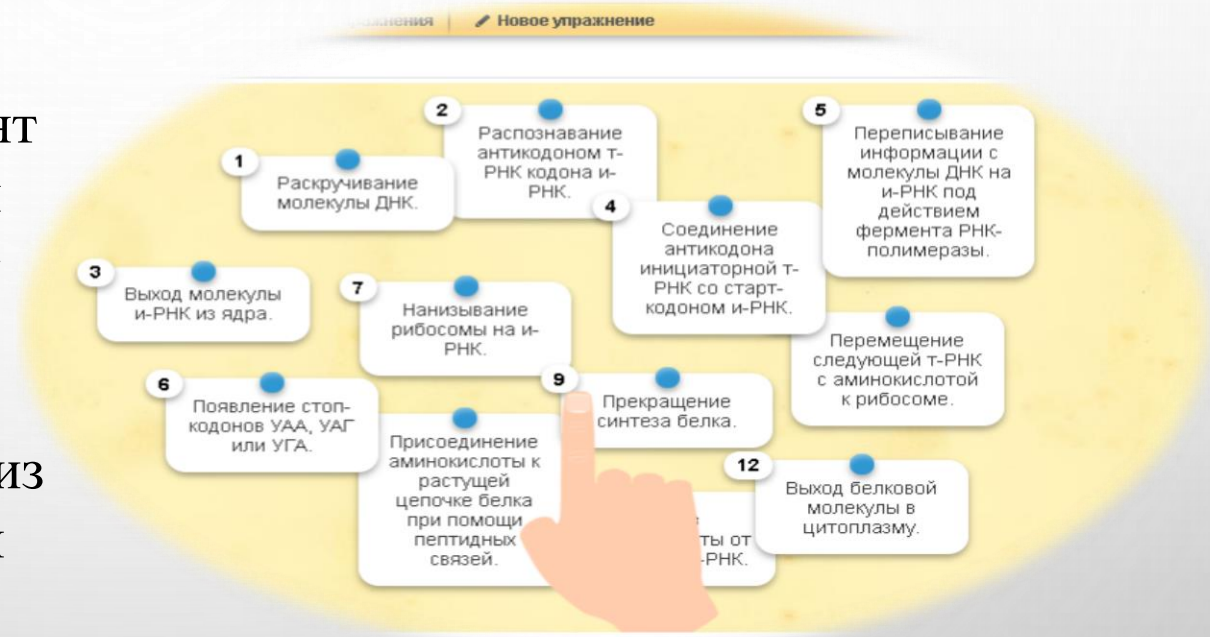 Новое упражнение
2
Распознавание
антикодоном т-
РНК кодона и-
РНК.
5
Переписывание
информации с
молекулы ДНК на
и-РНК под
действием
фермента РНК-
полимеразы.
1
Раскручивание
молекулы ДНК.
4
Соединение
антикодона
инициаторной т-
РНК со старт-
кодоном и-РНК.
3
Выход молекулы
и-РНК из ядра.
7
Нанизывание
рибосомы на и-
РНК.
Перемещение
следующей т-РНК
с аминокислотой
к рибосоме.
6
Появление стоп-
кодонов УАА, УАГ
или УГА.
9
Прекращение
синтеза белка.
Присоединение
аминокислоты к
растущей
цепочке белка
при помощи
пептидных
связей.
12
Выход белковой
молекулы в
цитоплазму.
от
-РНК.
из